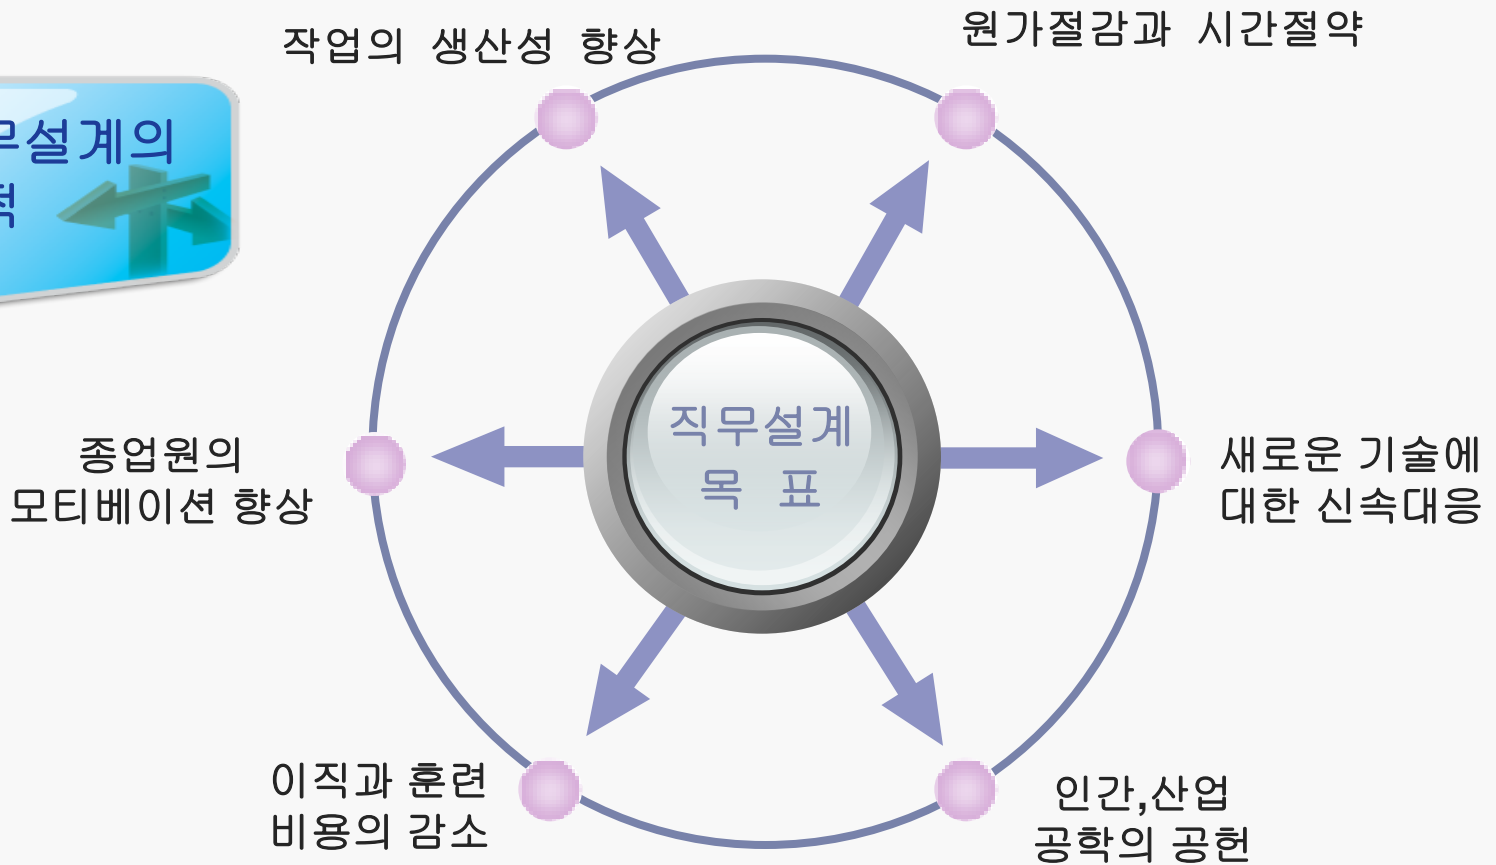 작업의 생산성 향상
원가절감과 시간절약
설계의
직무설계
목 표
종업원의
모티베이션 향상
새로운 기술에
대한 신속대응
이직과 훈련
비용의 감소
인간,산업
공학의 공헌